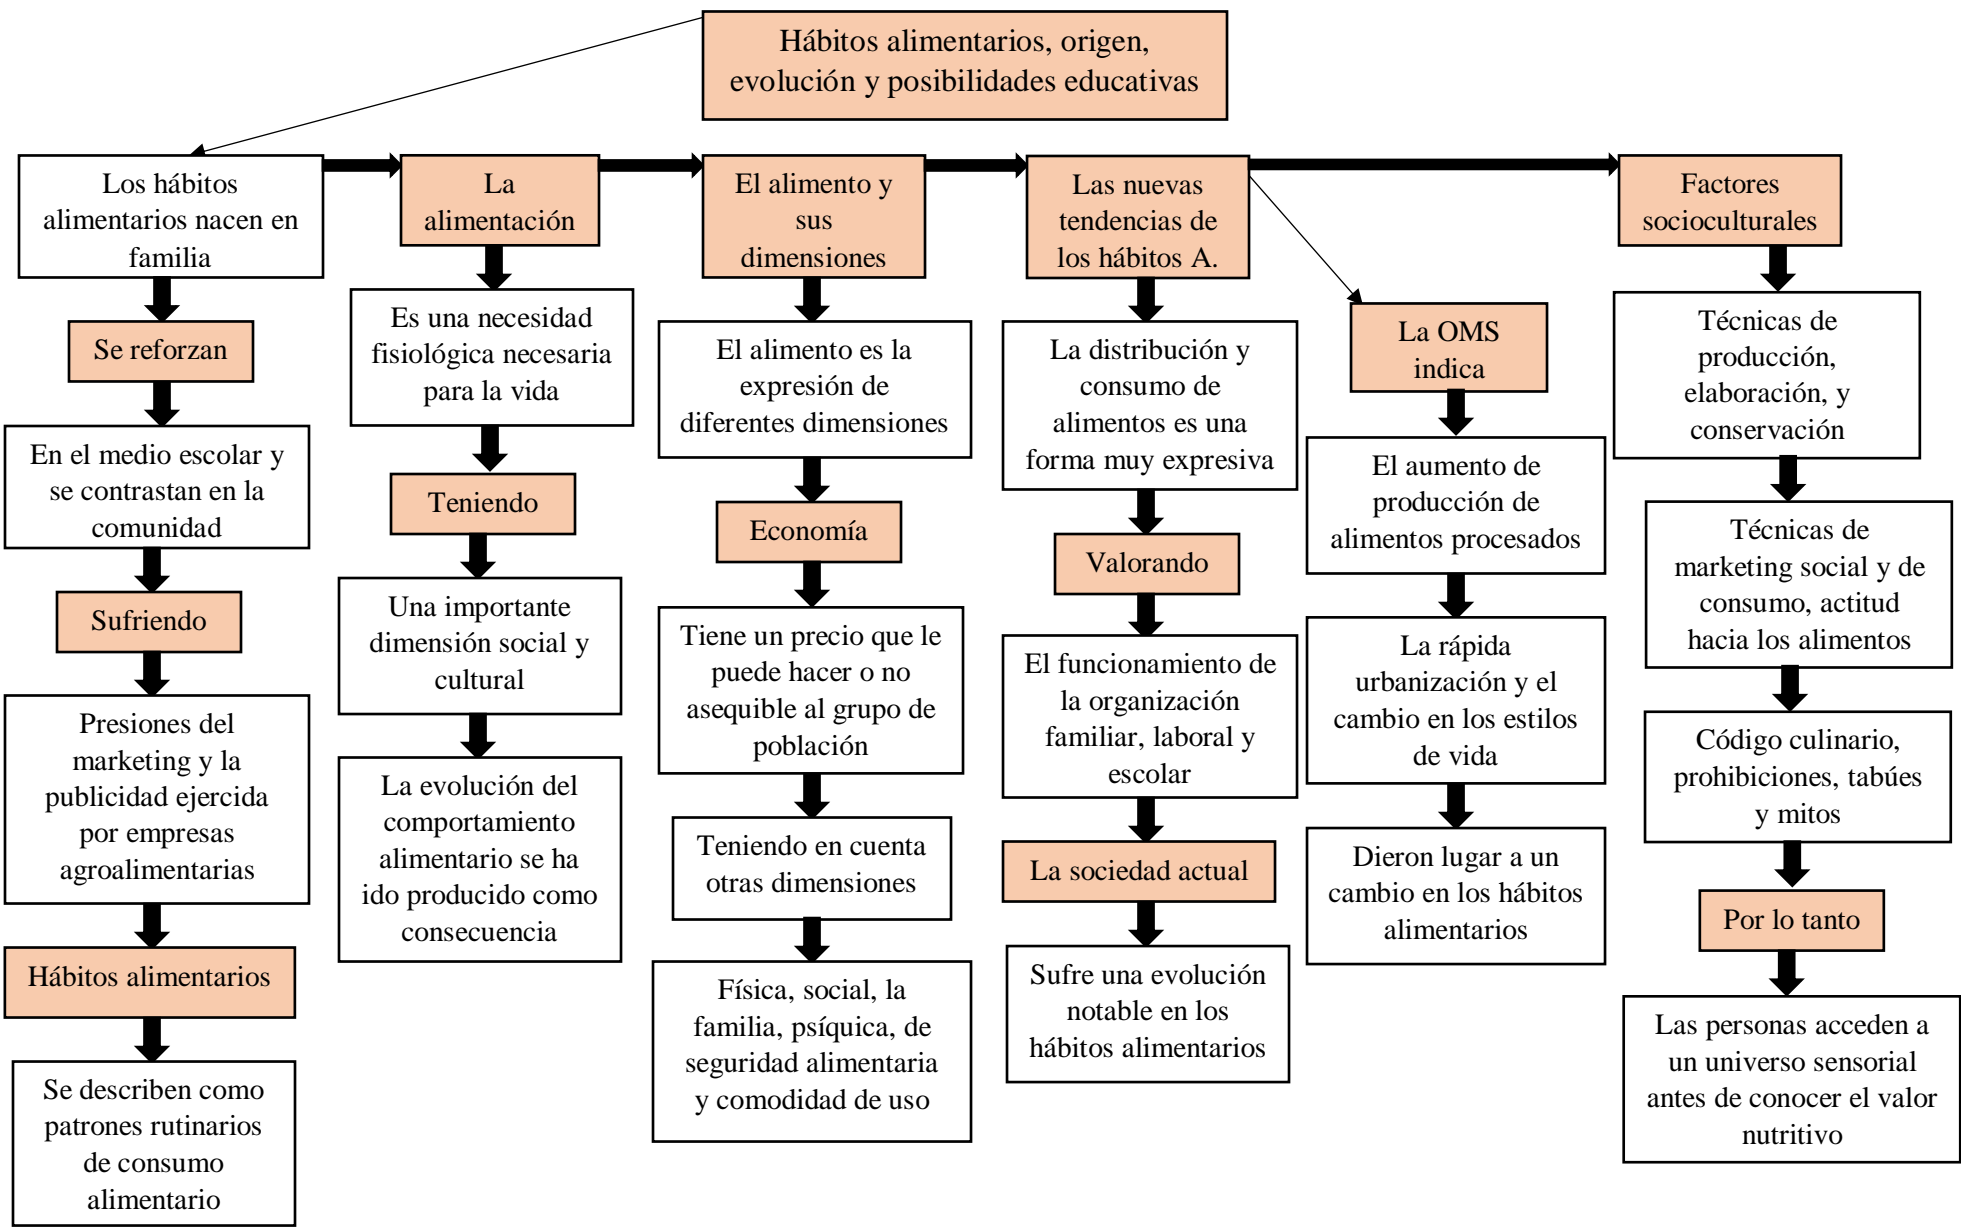 Hábitos alimentarios, origen,
evolución y posibilidades educativas
Los hábitos
alimentarios nacen en
familia
Se reforzan
En el medio escolar y
se contrastan en la
comunidad
Sufriendo
Presiones del
marketing y la
publicidad ejercida
por empresas
agroalimentarias
Hábitos alimentarios
Se describen como
patrones rutinarios
de consumo
alimentario
La
alimentación
Es una necesidad
fisiológica necesaria
para la vida
Teniendo
Una importante
dimensión social y
cultural
La evolución del
comportamiento
alimentario se ha
ido producido como
consecuencia
El alimento y
sus
dimensiones
El alimento es la
expresión de
diferentes dimensiones
Economía
Tiene un precio que le
puede hacer o no
asequible al grupo de
población
Teniendo en cuenta
otras dimensiones
Física, social, la
familia, psíquica, de
seguridad alimentaria
y comodidad de uso
Las nuevas
tendencias de
los hábitos A.
La distribución y
consumo de
alimentos es una
forma muy expresiva
Valorando
El funcionamiento de
la organización
familiar, laboral y
escolar
La sociedad actual
Sufre una evolución
notable en los
hábitos alimentarios
La OMS
indica
El aumento de
producción de
alimentos procesados
La rápida
urbanización y el
cambio en los estilos
de vida
Dieron lugar a un
cambio en los hábitos
alimentarios
Factores
socioculturales
Técnicas de
producción,
elaboración, y
conservación
Técnicas de
marketing social y de
consumo, actitud
hacia los alimentos
Código culinario,
prohibiciones, tabúes
y mitos
Por lo tanto
Las personas acceden a
un universo sensorial
antes de conocer el valor
nutritivo